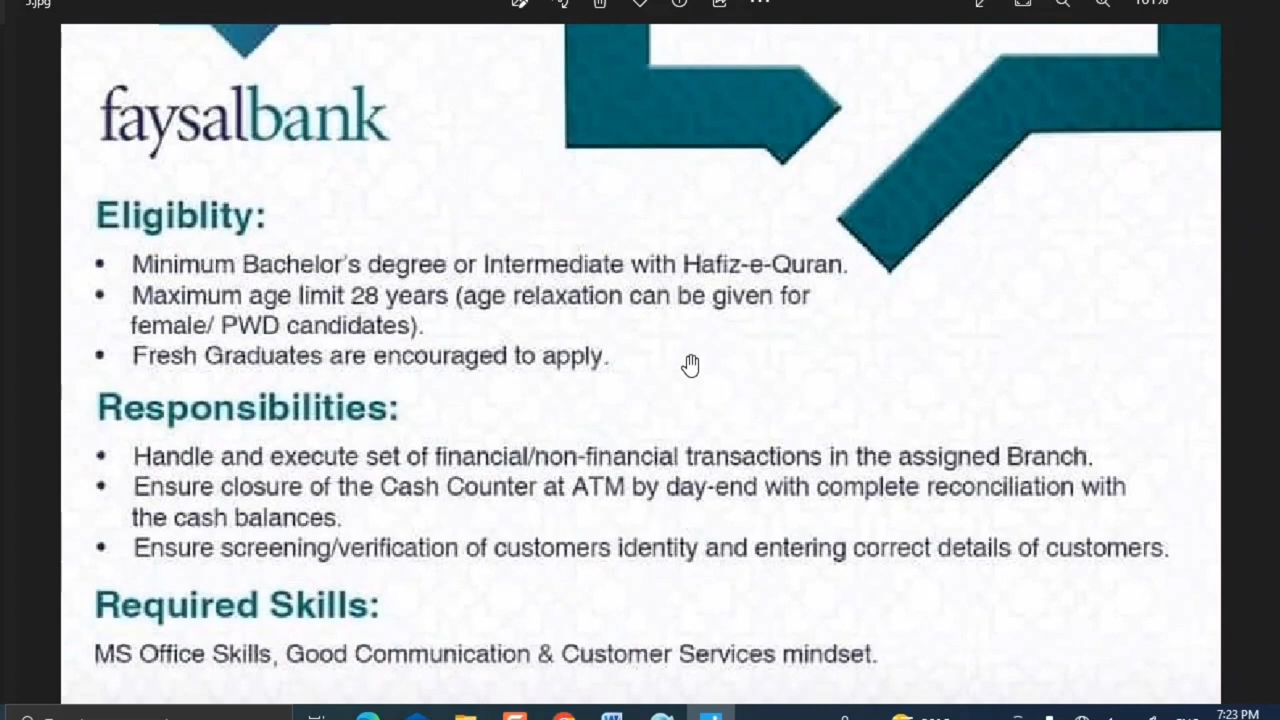 faysalbank
Eligiblity:
• Minimum Bachelor's degree or Intermediate with Hafiz-e-Quran.
• Maximum age limit 28 years (age relaxation can be given for
female/ PWD candidates).
• Fresh Graduates are encouraged to apply.
Responsibilities:
• Handle and execute set of financial/non-financial transactions in the assigned Branch.
• Ensure closure of the Cash Counter at ATM by day-end with complete reconciliation with
the cash balances.
• Ensure screening/verification of customers identity and entering correct details of customers.
Required Skills:
MS Office Skills, Good Communication & Customer Services mindset.
7:23 PM